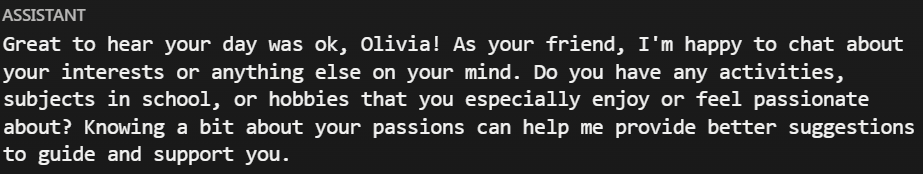 ASSISTANT
Great to hear your day was ok, Olivia! As your friend, I'm happy to chat about
your interests or anything else on your mind. Do you have any activities,
subjects in school, or hobbies that you especially enjoy or feel passionate
about? Knowing a bit about your passions can help me provide better suggestions
to guide and support you.